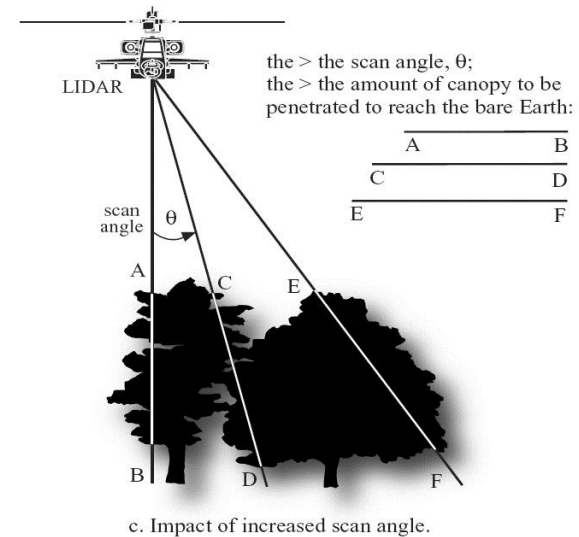 the > the scan angle, θ;
the > the amount of canopy to be
penetrated to reach the bare Earth:
LIDAR
A B
C D
E F
scan
angle θ
A
C
E
B
D
F
c. Impact of increased scan angle.